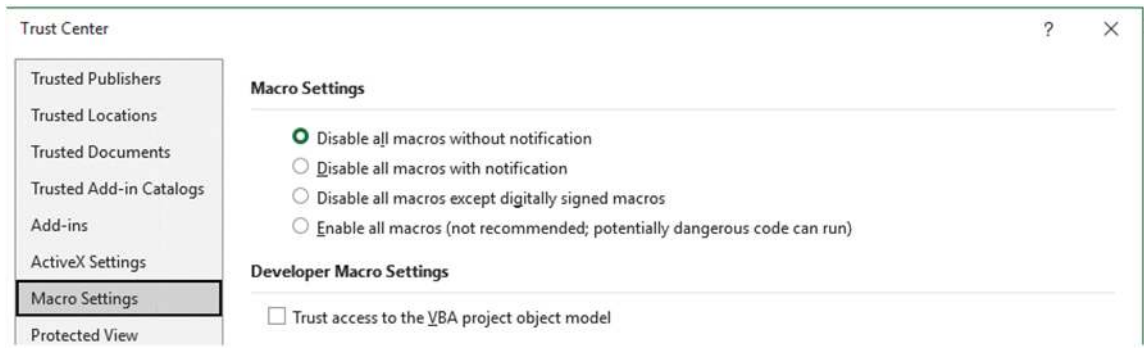 Trust Center
?
Trusted Publishers
Trusted Locations
Trusted Documents
Trusted Add-in Catalogs
Add-ins
ActiveX Settings
Macro Settings
Protected View
Macro Settings
Disable all macros without notification
Disable all macros with notification
Disable all macros except digitally signed macros
Enable all macros (not recommended; potentially dangerous code can run)
Developer Macro Settings
Trust access to the VBA project object model